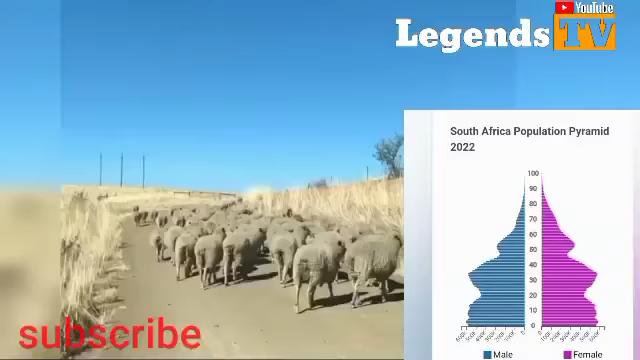 YouTube
Legends TV
South Africa Population Pyramid
2022
100
90
80
70
60
50
40
30
20
10
0
subscribe
Male
Female